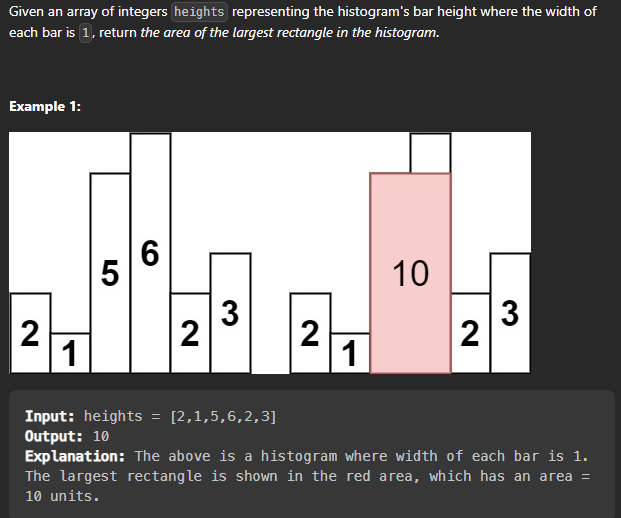 Given an array of integers heights representing the histogram's bar height where the width of
each bar is 1, return the area of the largest rectangle in the histogram.
Example 1:
2 1 5 6 2 3 2 1 10 2 3
Input: heights = [2,1,5,6,2,3]
Output: 10
Explanation: The above is a histogram where width of each bar is 1.
The largest rectangle is shown in the red area, which has an area =
10 units.